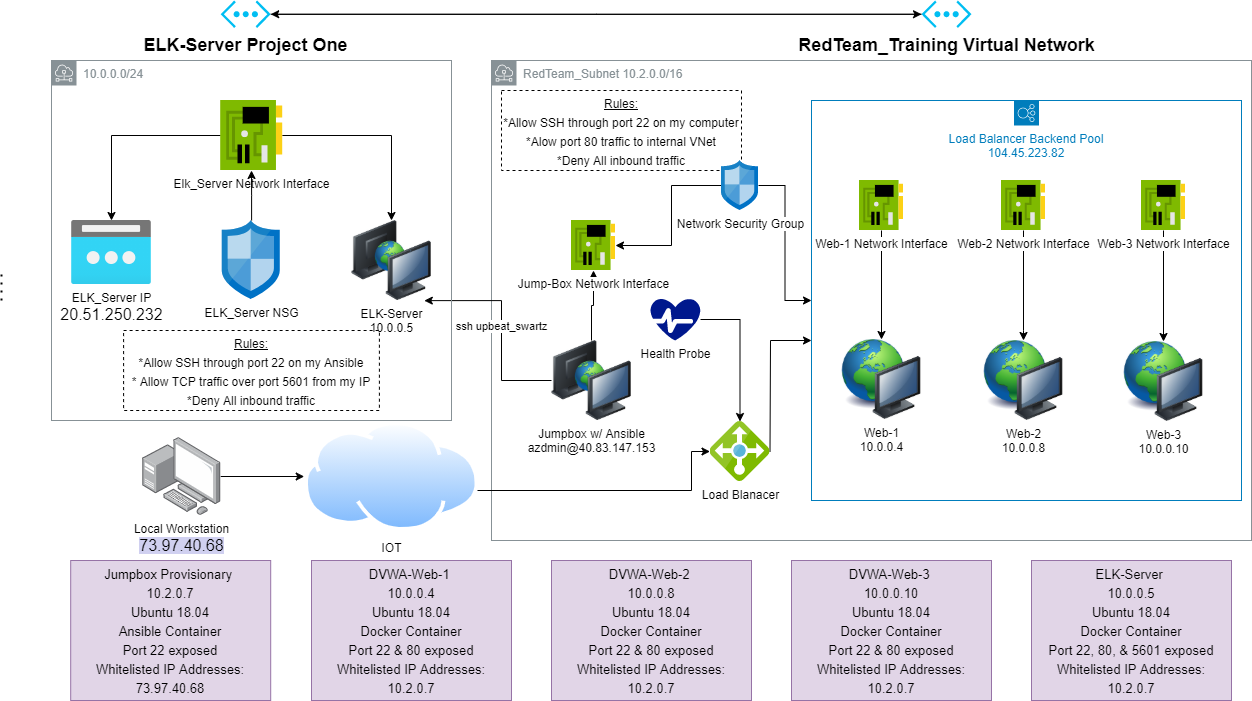 ELK-Server Project One
RedTeam_Training Virtual Network
10.0.0.0/24
Elk_Server Network Interface
ELK_Server IP
20.51.250.232
ELK_Server NSG
ELK-Server
10.0.0.5
Rules:
*Allow SSH through port 22 on my Ansible
* Allow TCP traffic over port 5601 from my IP
*Deny All inbound traffic
ssh upbeat_swartz
RedTeam_Subnet 10.2.0.0/16
Rules:
*Allow SSH through port 22 on my computer
*Alow port 80 traffic to internal VNet
*Deny All inbound traffic
Network Security Group
Jump-Box Network Interface
Health Probe
Jumpbox w/ Ansible
azdmin@40.83.147.153
Load Blanacer
Load Balancer Backend Pool
104.45.223.82
Web-1 Network Interface
Web-2 Network Interface
Web-3 Network Interface
Web-1
10.0.0.4
Web-2
10.0.0.8
Web-3
10.0.0.10
Local Workstation
73.97.40.68
IOT
Jumpbox Provisionary
10.2.0.7
Ubuntu 18.04
Ansible Container
Port 22 exposed
Whitelisted IP Addresses:
73.97.40.68
DVWA-Web-1
10.0.0.4
Ubuntu 18.04
Docker Container
Port 22 & 80 exposed
Whitelisted IP Addresses:
10.2.0.7
DVWA-Web-2
10.0.0.8
Ubuntu 18.04
Docker Container
Port 22 & 80 exposed
Whitelisted IP Addresses:
10.2.0.7
DVWA-Web-3
10.0.0.10
Ubuntu 18.04
Docker Container
Port 22 & 80 exposed
Whitelisted IP Addresses:
10.2.0.7
ELK-Server
10.0.0.5
Ubuntu 18.04
Docker Container
Port 22, 80, & 5601 exposed
Whitelisted IP Addresses:
10.2.0.7